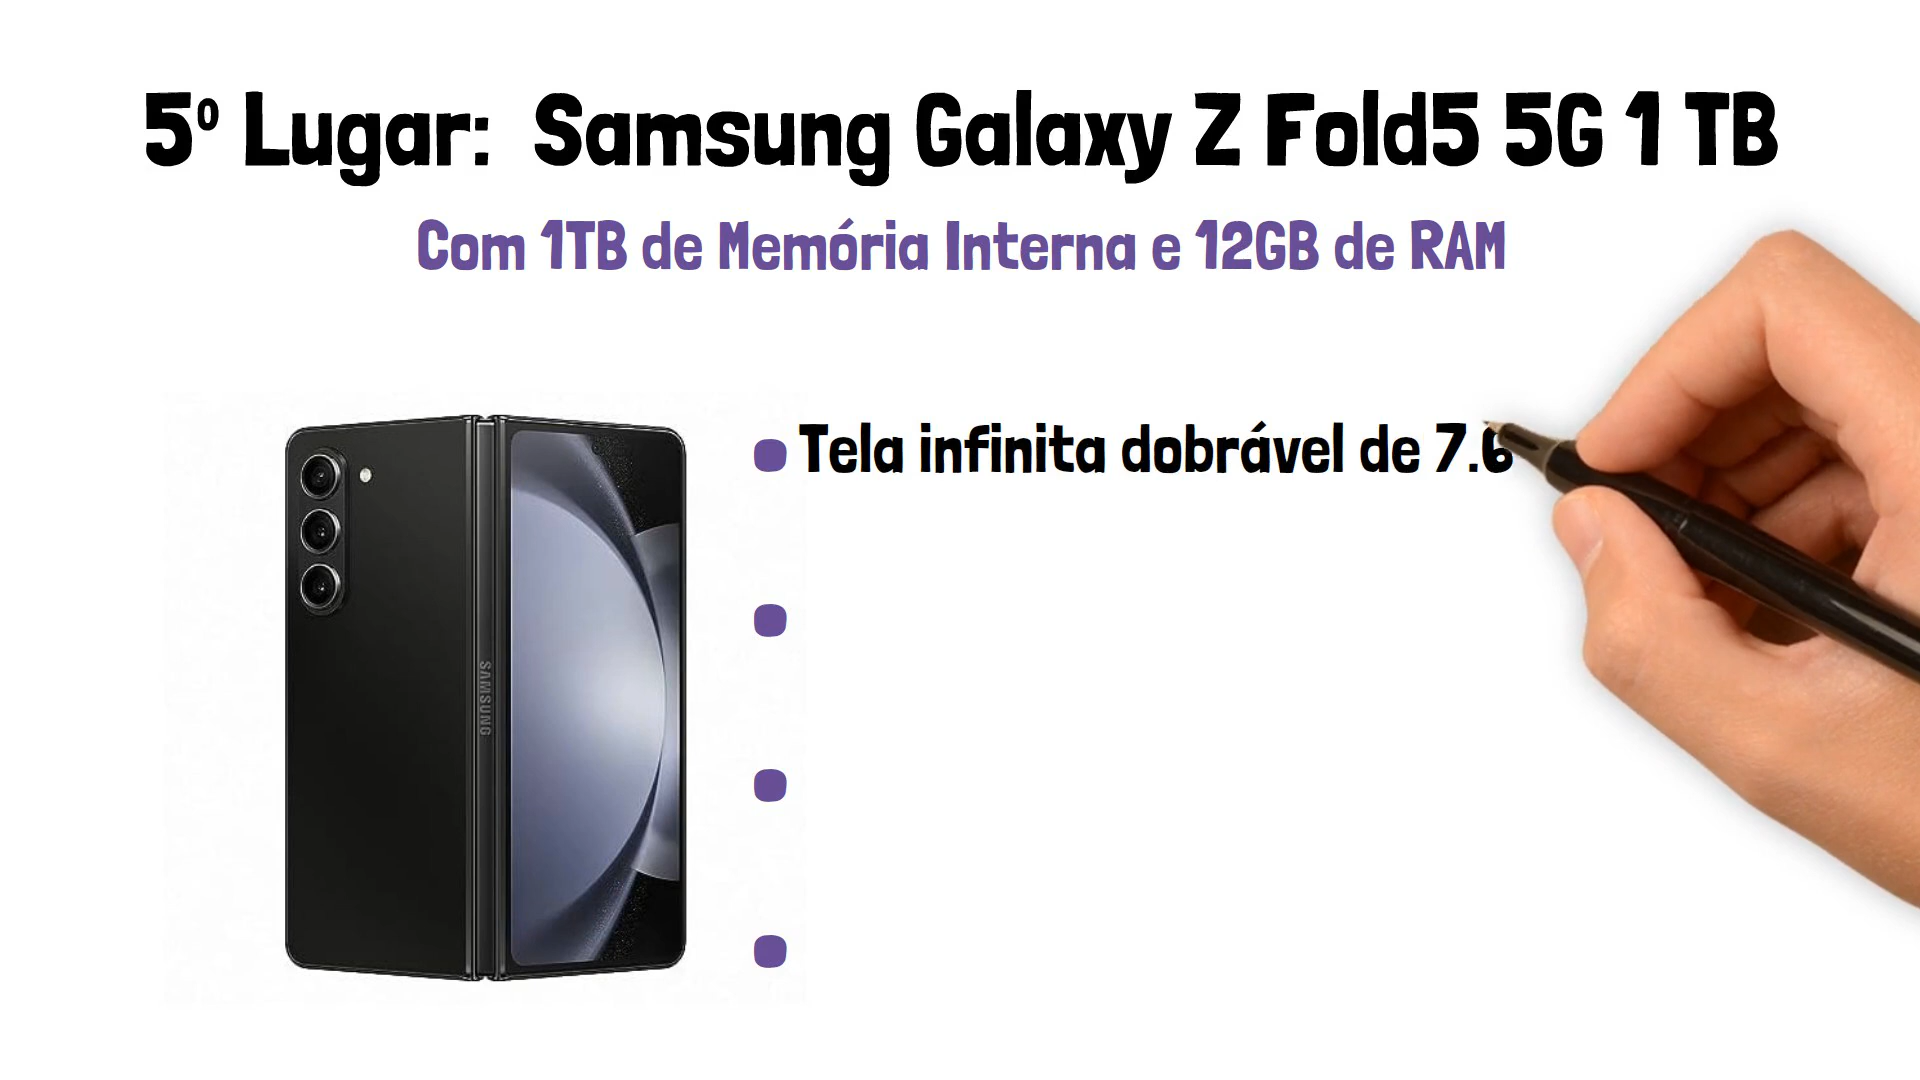 5º Lugar: Samsung Galaxy Z Fold5 5G 1 TB
Com 1TB de Memória Interna e 12GB de RAM
Tela infinita dobrável de 7.6
SAMSUNG